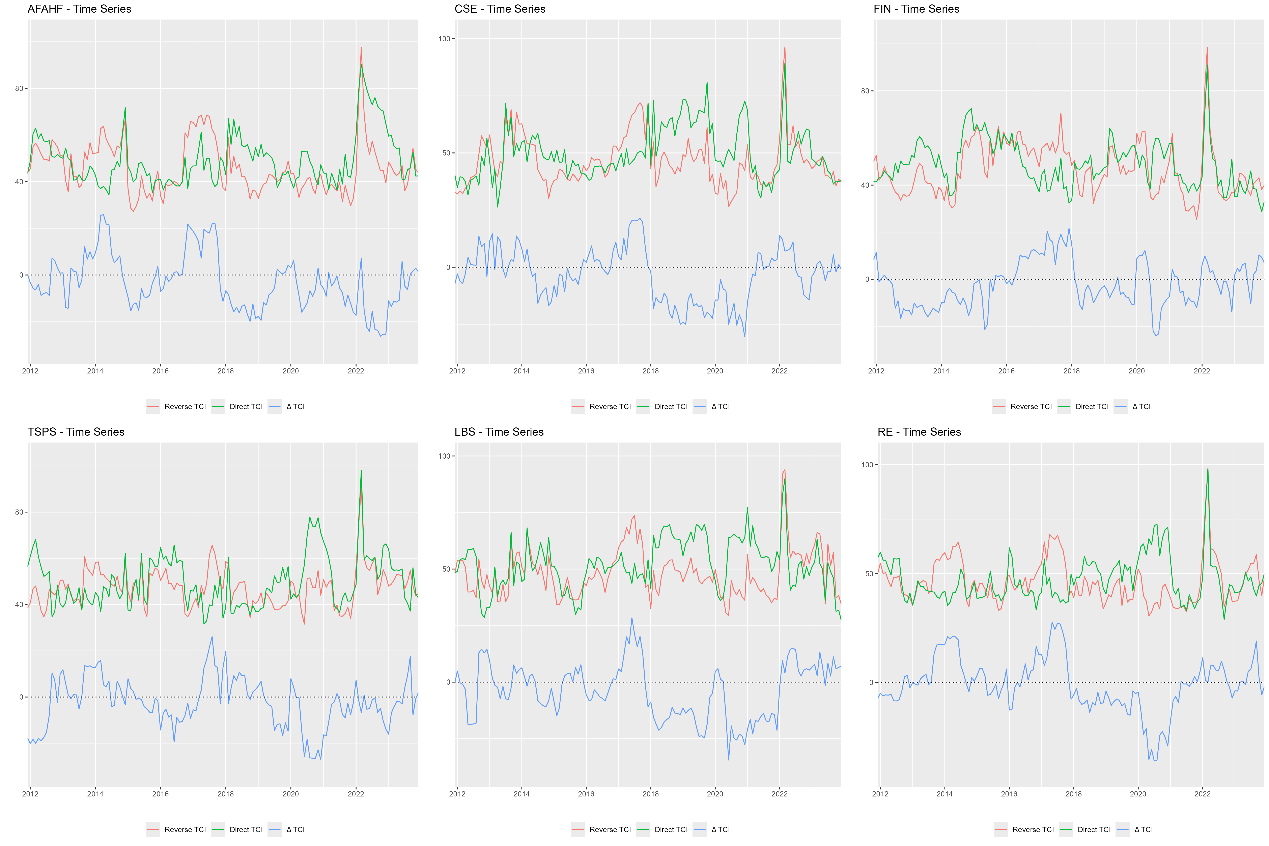 AFAHF - Time Series
80
40
0
2012 2014 2016 2018 2020 2022
Reverse TCI Direct TCI Δ TCI
CSE - Time Series
100
50
0
2012 2014 2016 2018 2020 2022
Reverse TCI Direct TCI Δ TCI
FIN - Time Series
80
40
0
2012 2014 2016 2018 2020 2022
Reverse TCI Direct TCI Δ TCI
TSPS - Time Series
80
40
0
2012 2014 2016 2018 2020 2022
Reverse TCI Direct TCI Δ TCI
LBS - Time Series
100
50
0
2012 2014 2016 2018 2020 2022
Reverse TCI Direct TCI Δ TCI
RE - Time Series
100
50
0
2012 2014 2016 2018 2020 2022
Reverse TCI Direct TCI Δ TCI